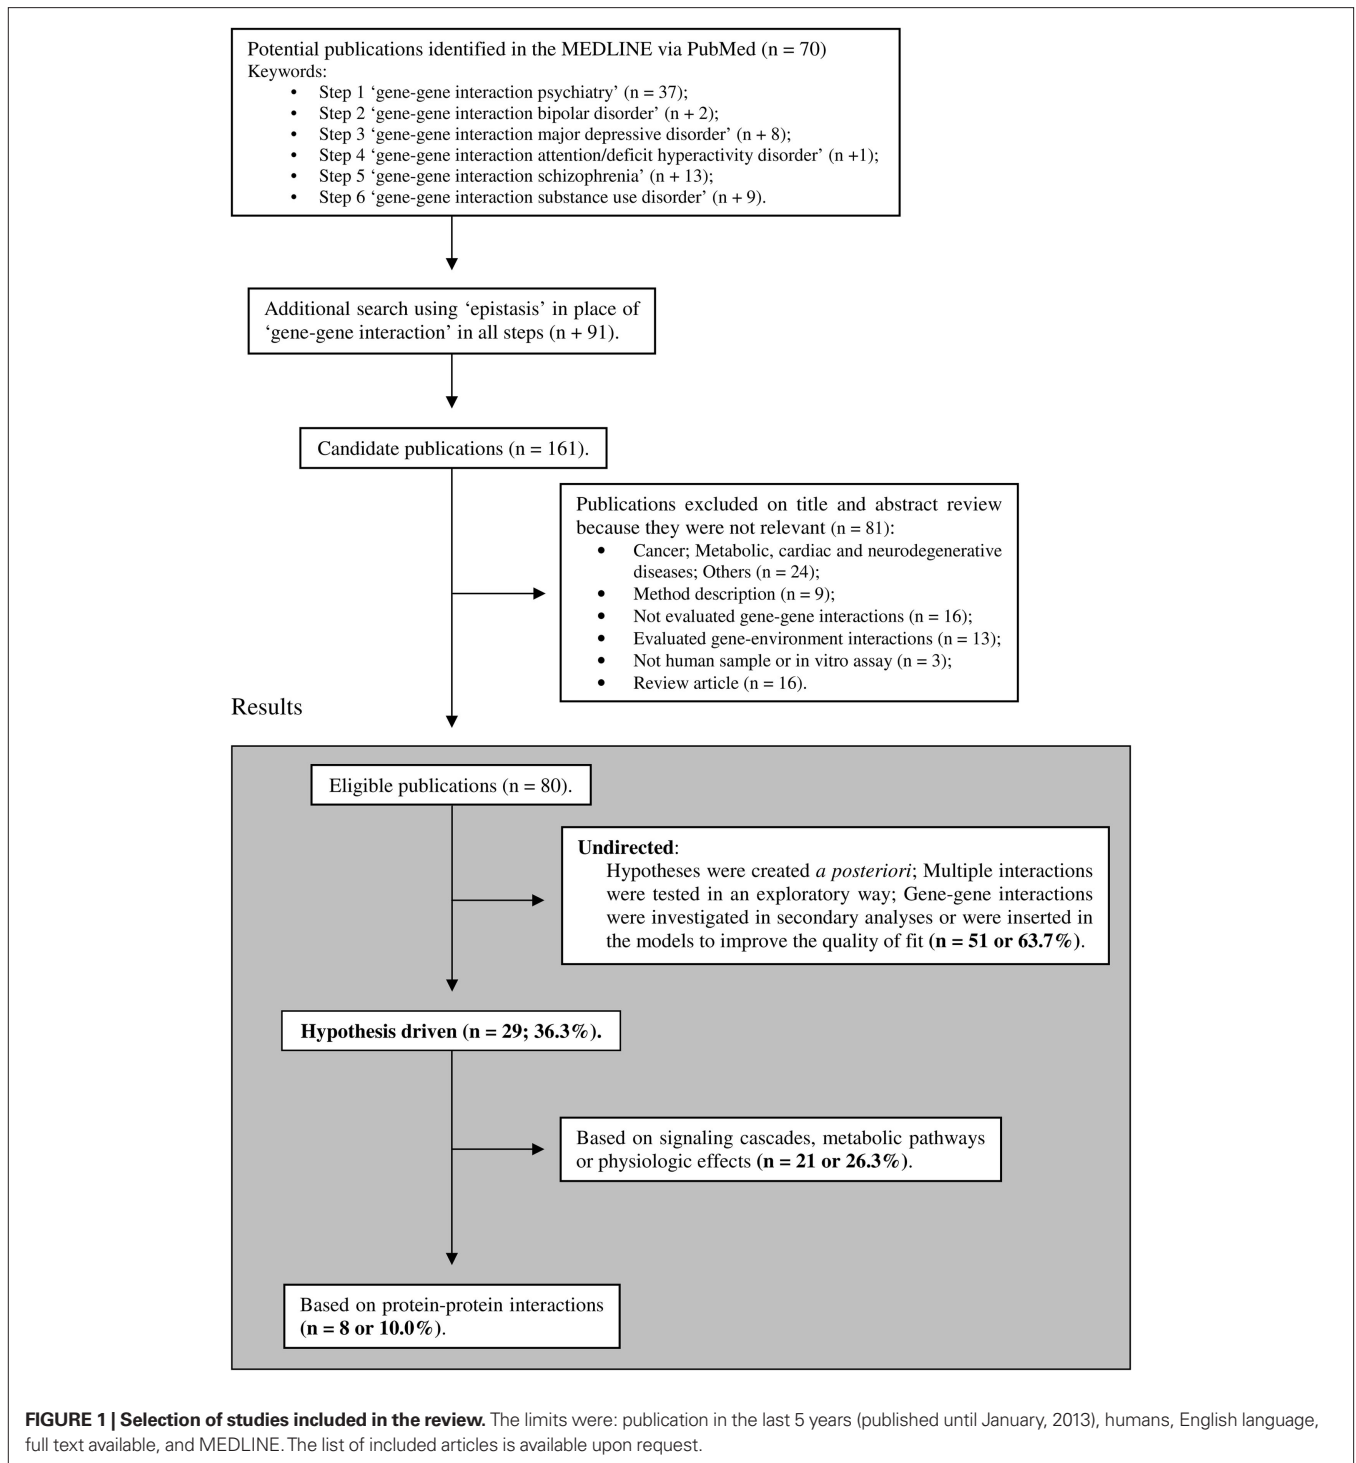 Potential publications identified in the MEDLINE via PubMed (n = 70)
Keywords:
• Step 1 ‘gene-gene interaction psychiatry’ (n = 37);
• Step 2 ‘gene-gene interaction bipolar disorder’ (n + 2);
• Step 3 ‘gene-gene interaction major depressive disorder’ (n + 8);
• Step 4 ‘gene-gene interaction attention/deficit hyperactivity disorder’ (n +1);
• Step 5 ‘gene-gene interaction schizophrenia’ (n + 13);
• Step 6 ‘gene-gene interaction substance use disorder’ (n + 9).
Additional search using ‘epistasis’ in place of
‘gene-gene interaction’ in all steps (n + 91).
Candidate publications (n = 161).
Publications excluded on title and abstract review
because they were not relevant (n = 81):
• Cancer; Metabolic, cardiac and neurodegenerative
diseases; Others (n = 24);
• Method description (n = 9);
• Not evaluated gene-gene interactions (n = 16);
• Evaluated gene-environment interactions (n = 13);
• Not human sample or in vitro assay (n = 3);
• Review article (n = 16).
Results
Eligible publications (n = 80).
Undirected:
Hypotheses were created a posteriori; Multiple interactions
were tested in an exploratory way; Gene-gene interactions
were investigated in secondary analyses or were inserted in
the models to improve the quality of fit (n = 51 or 63.7%).
Hypothesis driven (n = 29; 36.3%).
Based on signaling cascades, metabolic pathways
or physiologic effects (n = 21 or 26.3%).
Based on protein-protein interactions
(n = 8 or 10.0%).
FIGURE 1 | Selection of studies included in the review. The limits were: publication in the last 5 years (published until January, 2013), humans, English language,
full text available, and MEDLINE. The list of included articles is available upon request.